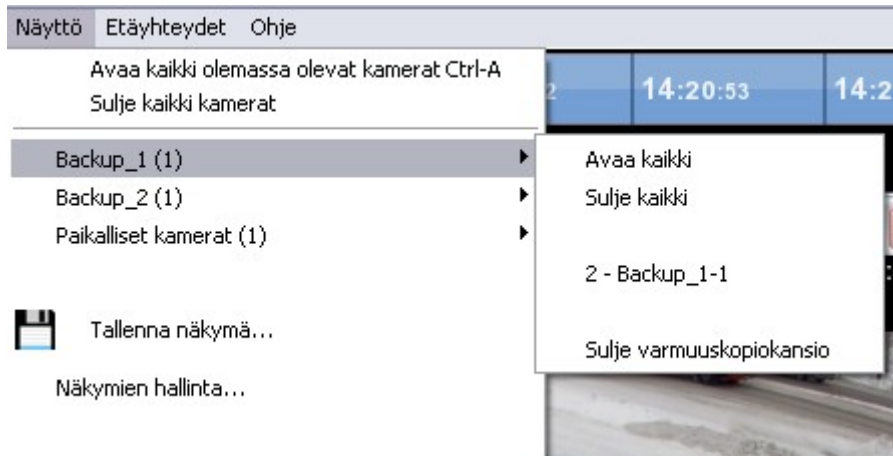 Näyttö Etäyhteydet Ohje
Avaa kaikki olemassa olevat kamerat Ctrl-A
Sulje kaikki kamerat
14:20:53
Backup_1 (1)
Backup_2 (1)
Paikalliset kamerat (1)
Tallenna näkymä...
Näkymien hallinta...
Avaa kaikki
Sulje kaikki
2 - Backup_1-1
Sulje varmuuskopiokansio